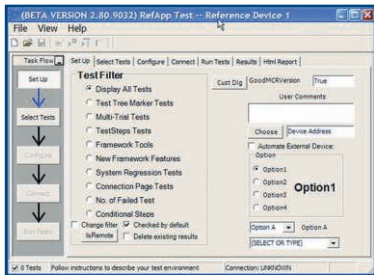 (BETA VERSION 2.80.9032) RefApp Test -- Reference Device 1
File View Help
Task Flow
Set Up Select Tests Configure Connect Run Tests Results Html Report
Set Up
Select Tests
Configure
Connect
Run Tests
Test Filter
Display All Tests
Test Tree Marker Tests
Multi-Trial Tests
TestSteps Tests
Framework Tools
New Framework Features
System Regression Tests
Connection Page Tests
No. of Failed Test
Conditional Steps
Change filter Checked by default
IsRemote Delete existing results
Cust Dlg GoodMCRVersion True
User Comments
Choose Device Address
Automate External Device:
Option
Option1
Option2
Option3
Option4
Option1
Option A Option A
(SELECT OR TYPE)
0 Tests Follow instructions to describe your test environment Connection: UNKNOWN